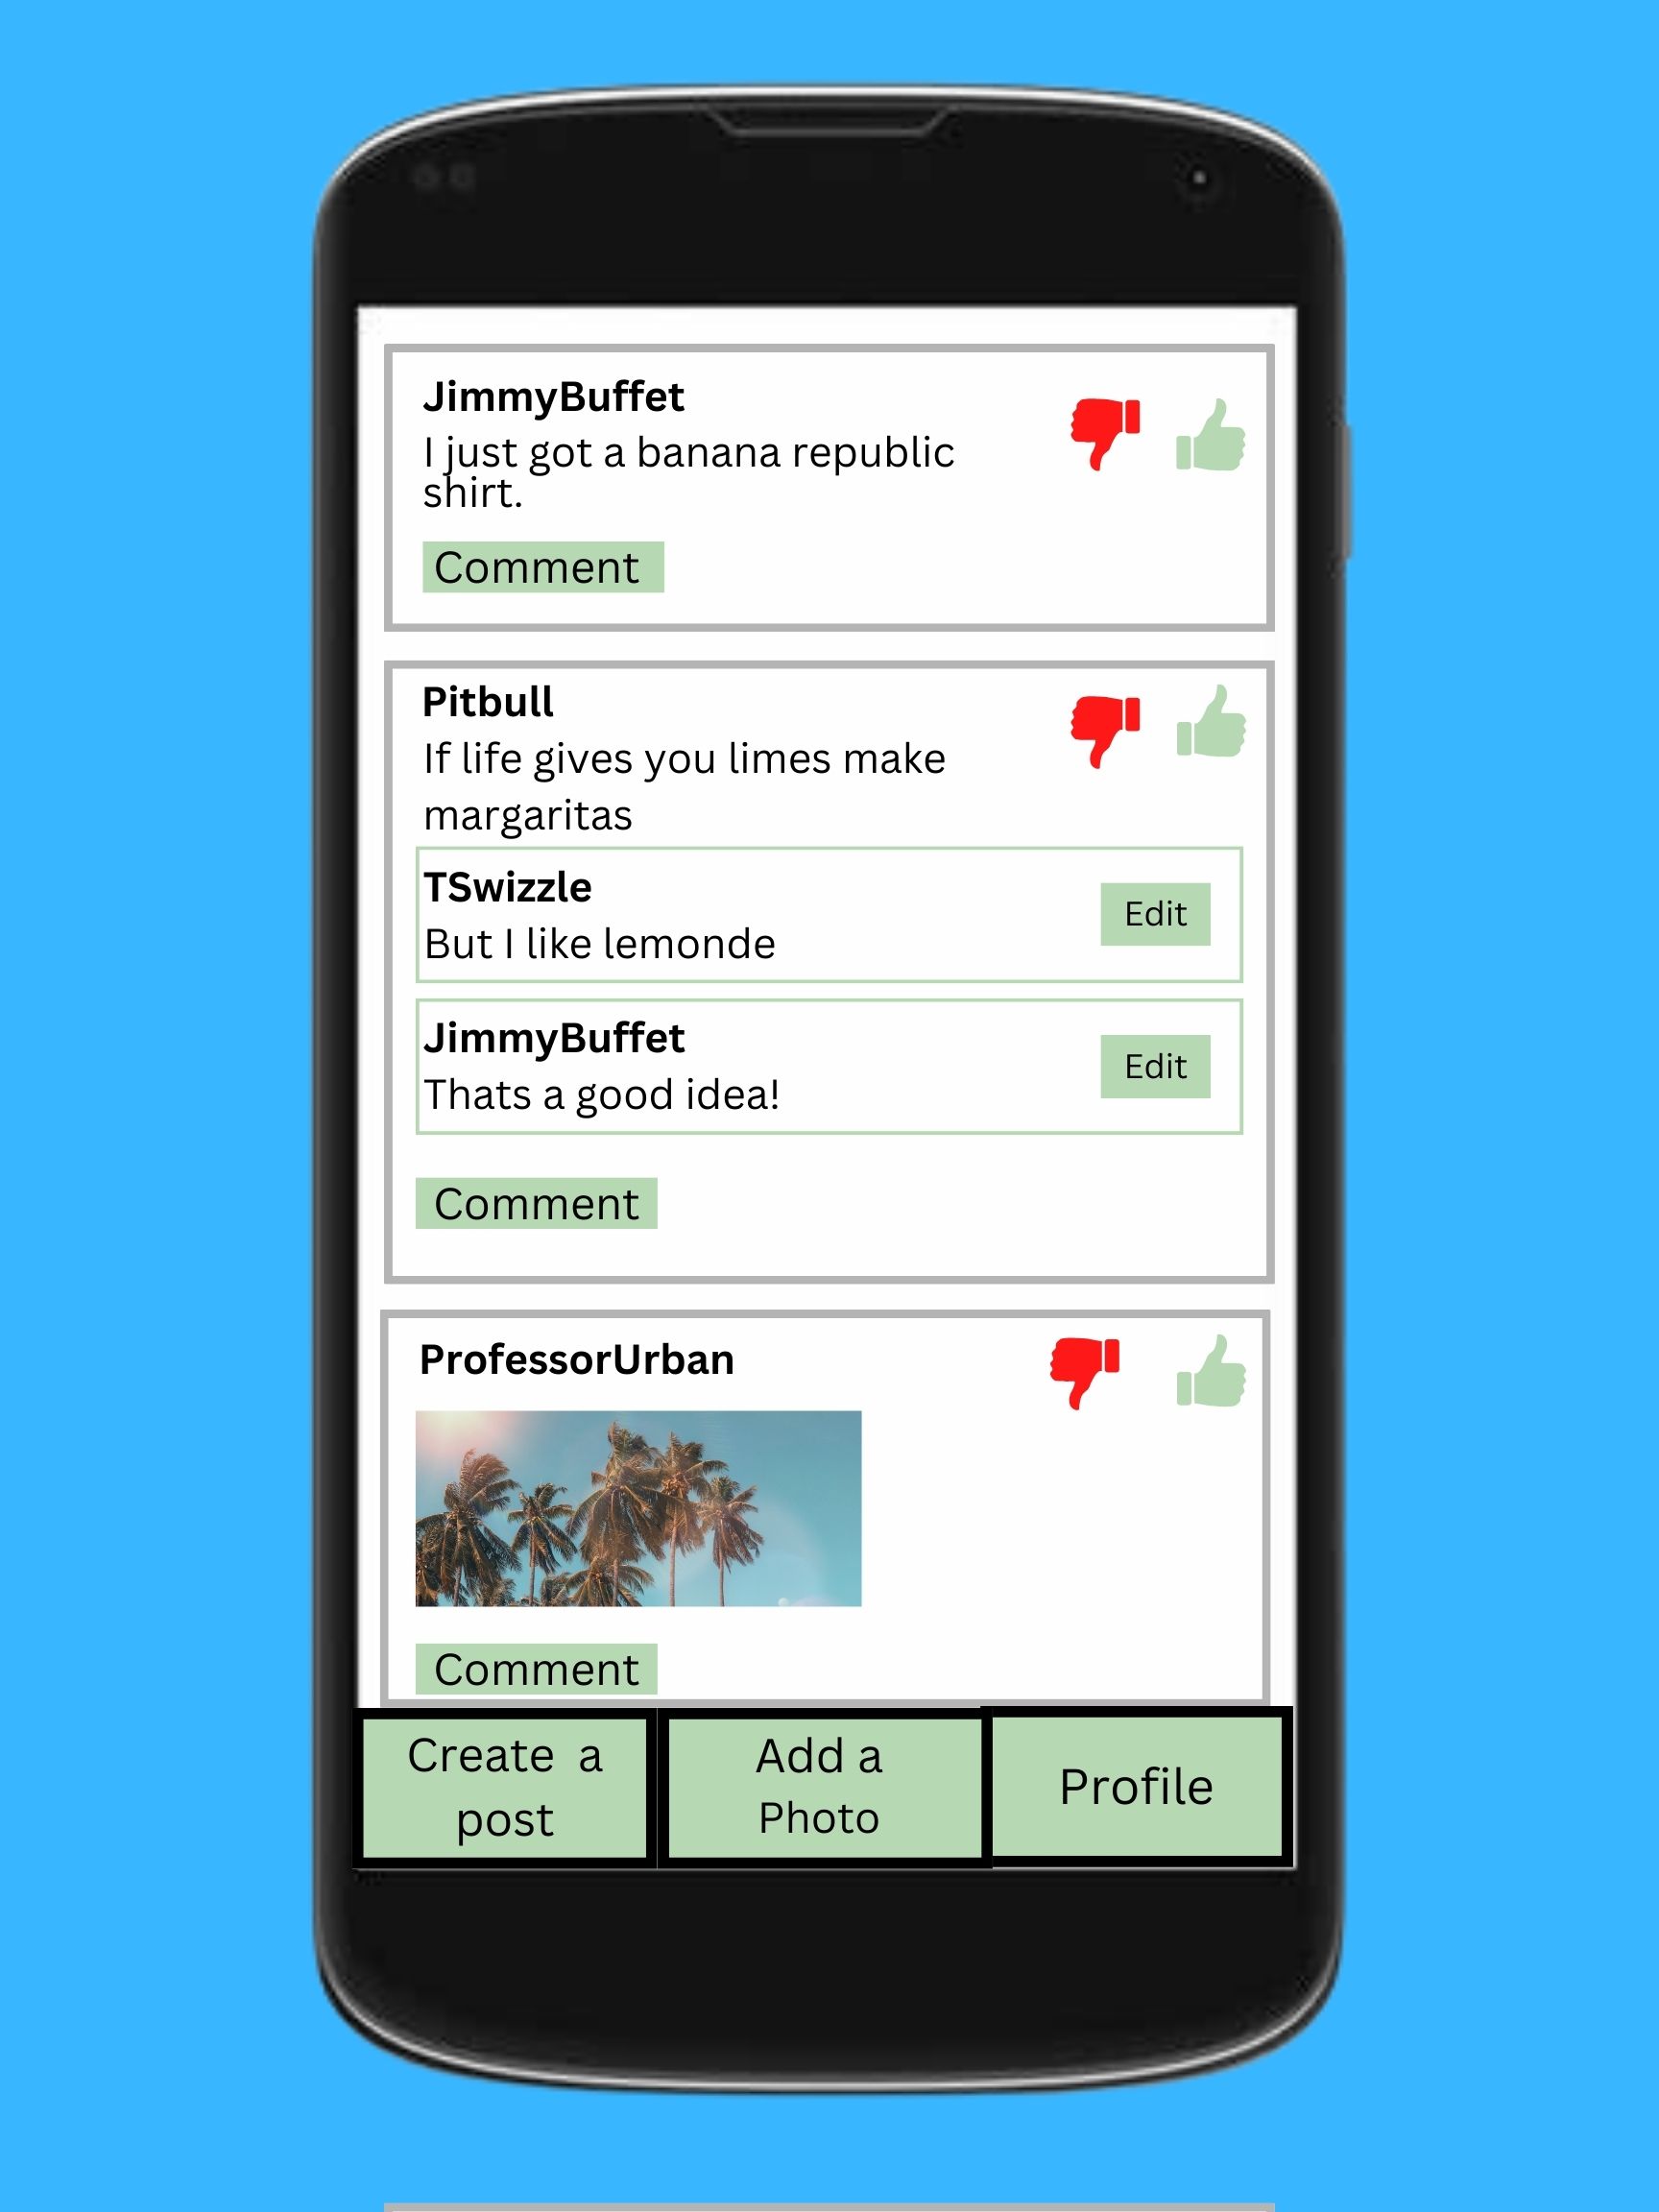 JimmyBuffet
I just got a banana republic
shirt.
Comment
Pitbull
If life gives you limes make
margaritas
TSwizzle
But I like lemonde
Edit
JimmyBuffet
Thats a good idea!
Edit
Comment
ProfessorUrban
Comment
Create a
post
Add a
Photo
Profile